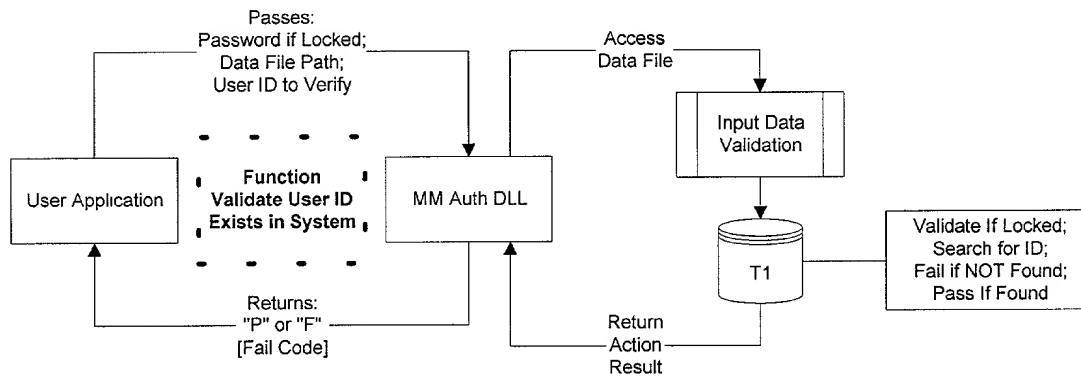 Passes:
Password if Locked;
Data File Path;
User ID to Verify
Access
Data File
Input Data
Validation
User Application
Function
Validate User ID
Exists in System
MM Auth DLL
T1
Validate If Locked;
Search for ID;
Fail if NOT Found;
Pass If Found
Returns:
"P" or "F"
[Fail Code]
Return
Action
Result